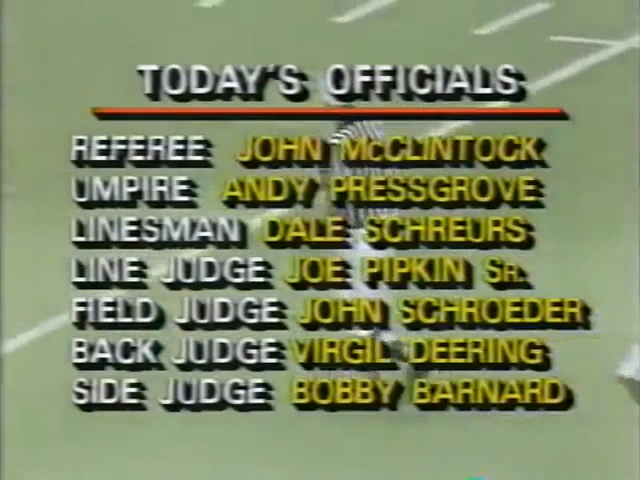 TODAY'S OFFICIALS
REFEREE JOHN McCLINTOCK
UMPIRE ANDY PRESSGROVE
LINESMAN DALE SCHREURS
LINE JUDGE JOE PIPKIN SR.
FIELD JUDGE JOHN SCHROEDER
BACK JUDGE VIRGIL DEERING
SIDE JUDGE BOBBY BARNARD